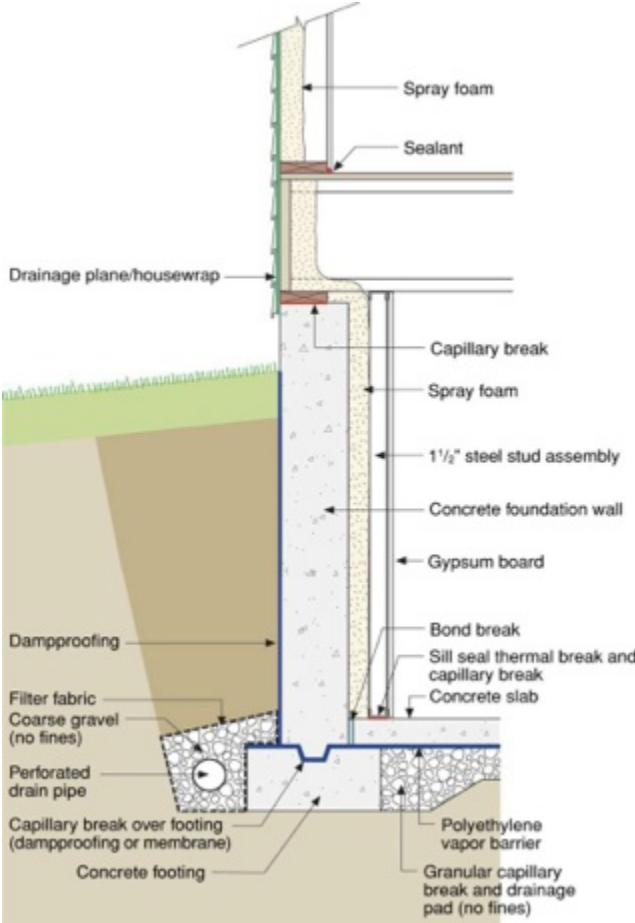 Spray foam
Sealant
Drainage plane/housewrap
Capillary break
Spray foam
1 1/2" steel stud assembly
Concrete foundation wall
Gypsum board
Bond break
Dampproofing
Sill seal thermal break and
capillary break
Filter fabric
Concrete slab
Coarse gravel
(no fines)
Perforated
drain pipe
Capillary break over footing
(dampproofing or membrane)
Polyethylene
vapor barrier
Concrete footing
Granular capillary
break and drainage
pad (no fines)